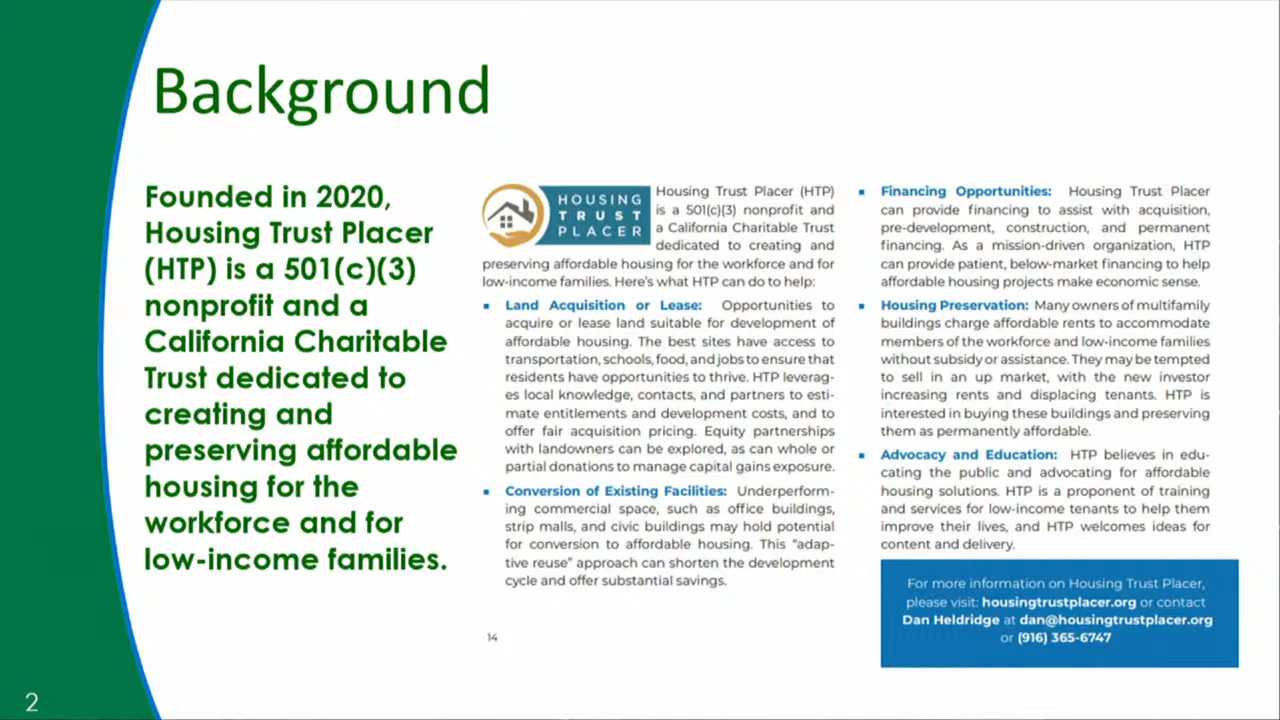 Background
Founded in 2020,
Housing Trust Placer
(HTP) is a 501(c)(3)
nonprofit and a
California Charitable
Trust dedicated to
creating and
preserving affordable
housing for the
workforce and for
low-income families.
HOUSING
TRUST
PLACER
Housing Trust Placer (HTP)
is a 501(c)(3) nonprofit and
a California Charitable Trust
dedicated to creating and
preserving affordable housing for the workforce and for
low-income families. Here's what HTP can do to help:
▪ Land Acquisition or Lease: Opportunities to
acquire or lease land suitable for development of
affordable housing. The best sites have access to
transportation, schools, food, and jobs to ensure that
residents have opportunities to thrive. HTP leverag-
es local knowledge, contacts, and partners to esti-
mate entitlements and development costs, and to
offer fair acquisition pricing. Equity partnerships
with landowners can be explored, as can whole or
partial donations to manage capital gains exposure.
▪ Conversion of Existing Facilities: Underperform-
ing commercial space, such as office buildings,
strip malls, and civic buildings may hold potential
for conversion to affordable housing. This “adap-
tive reuse” approach can shorten the development
cycle and offer substantial savings.
14
▪ Financing Opportunities: Housing Trust Placer
can provide financing to assist with acquisition,
pre-development, construction, and permanent
financing. As a mission-driven organization, HTP
can provide patient, below-market financing to help
affordable housing projects make economic sense.
▪ Housing Preservation: Many owners of multifamily
buildings charge affordable rents to accommodate
members of the workforce and low-income families
without subsidy or assistance. They may be tempted
to sell in an up market, with the new investor
increasing rents and displacing tenants. HTP is
interested in buying these buildings and preserving
them as permanently affordable.
▪ Advocacy and Education: HTP believes in edu-
cating the public and advocating for affordable
housing solutions. HTP is a proponent of training
and services for low-income tenants to help them
improve their lives, and HTP welcomes ideas for
content and delivery.
For more information on Housing Trust Placer,
please visit: housingtrustplacer.org or contact
Dan Heldridge at dan@housingtrustplacer.org
or (916) 365-6747
2